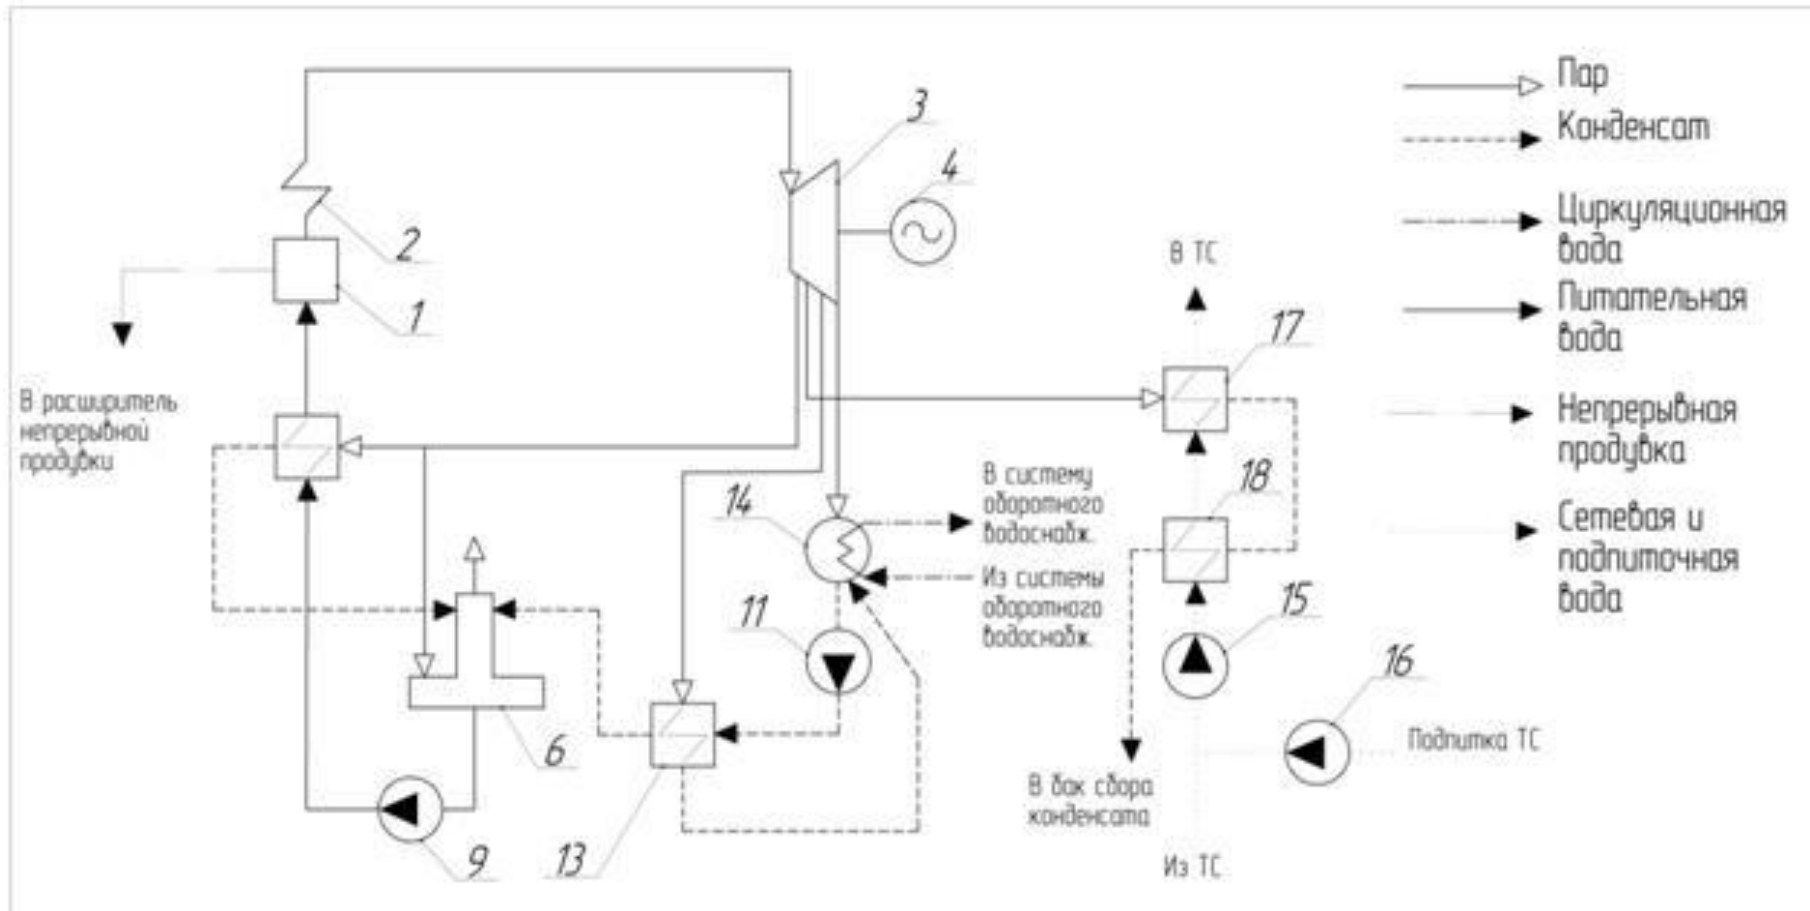 3
4
2
1
В расширитель
непрерывной
продувки
В ТС
17
18
14
В систему
оборотного
водоснабж.
Из системы
оборотного
водоснабж.
11
15
16
6
Подпитка ТС
В бак сбора
конденсата
9
13
Из ТС
Пар
Конденсат
Циркуляционная
вода
Питательная
вода
Непрерывная
продувка
Сетевая и
подпиточная
вода